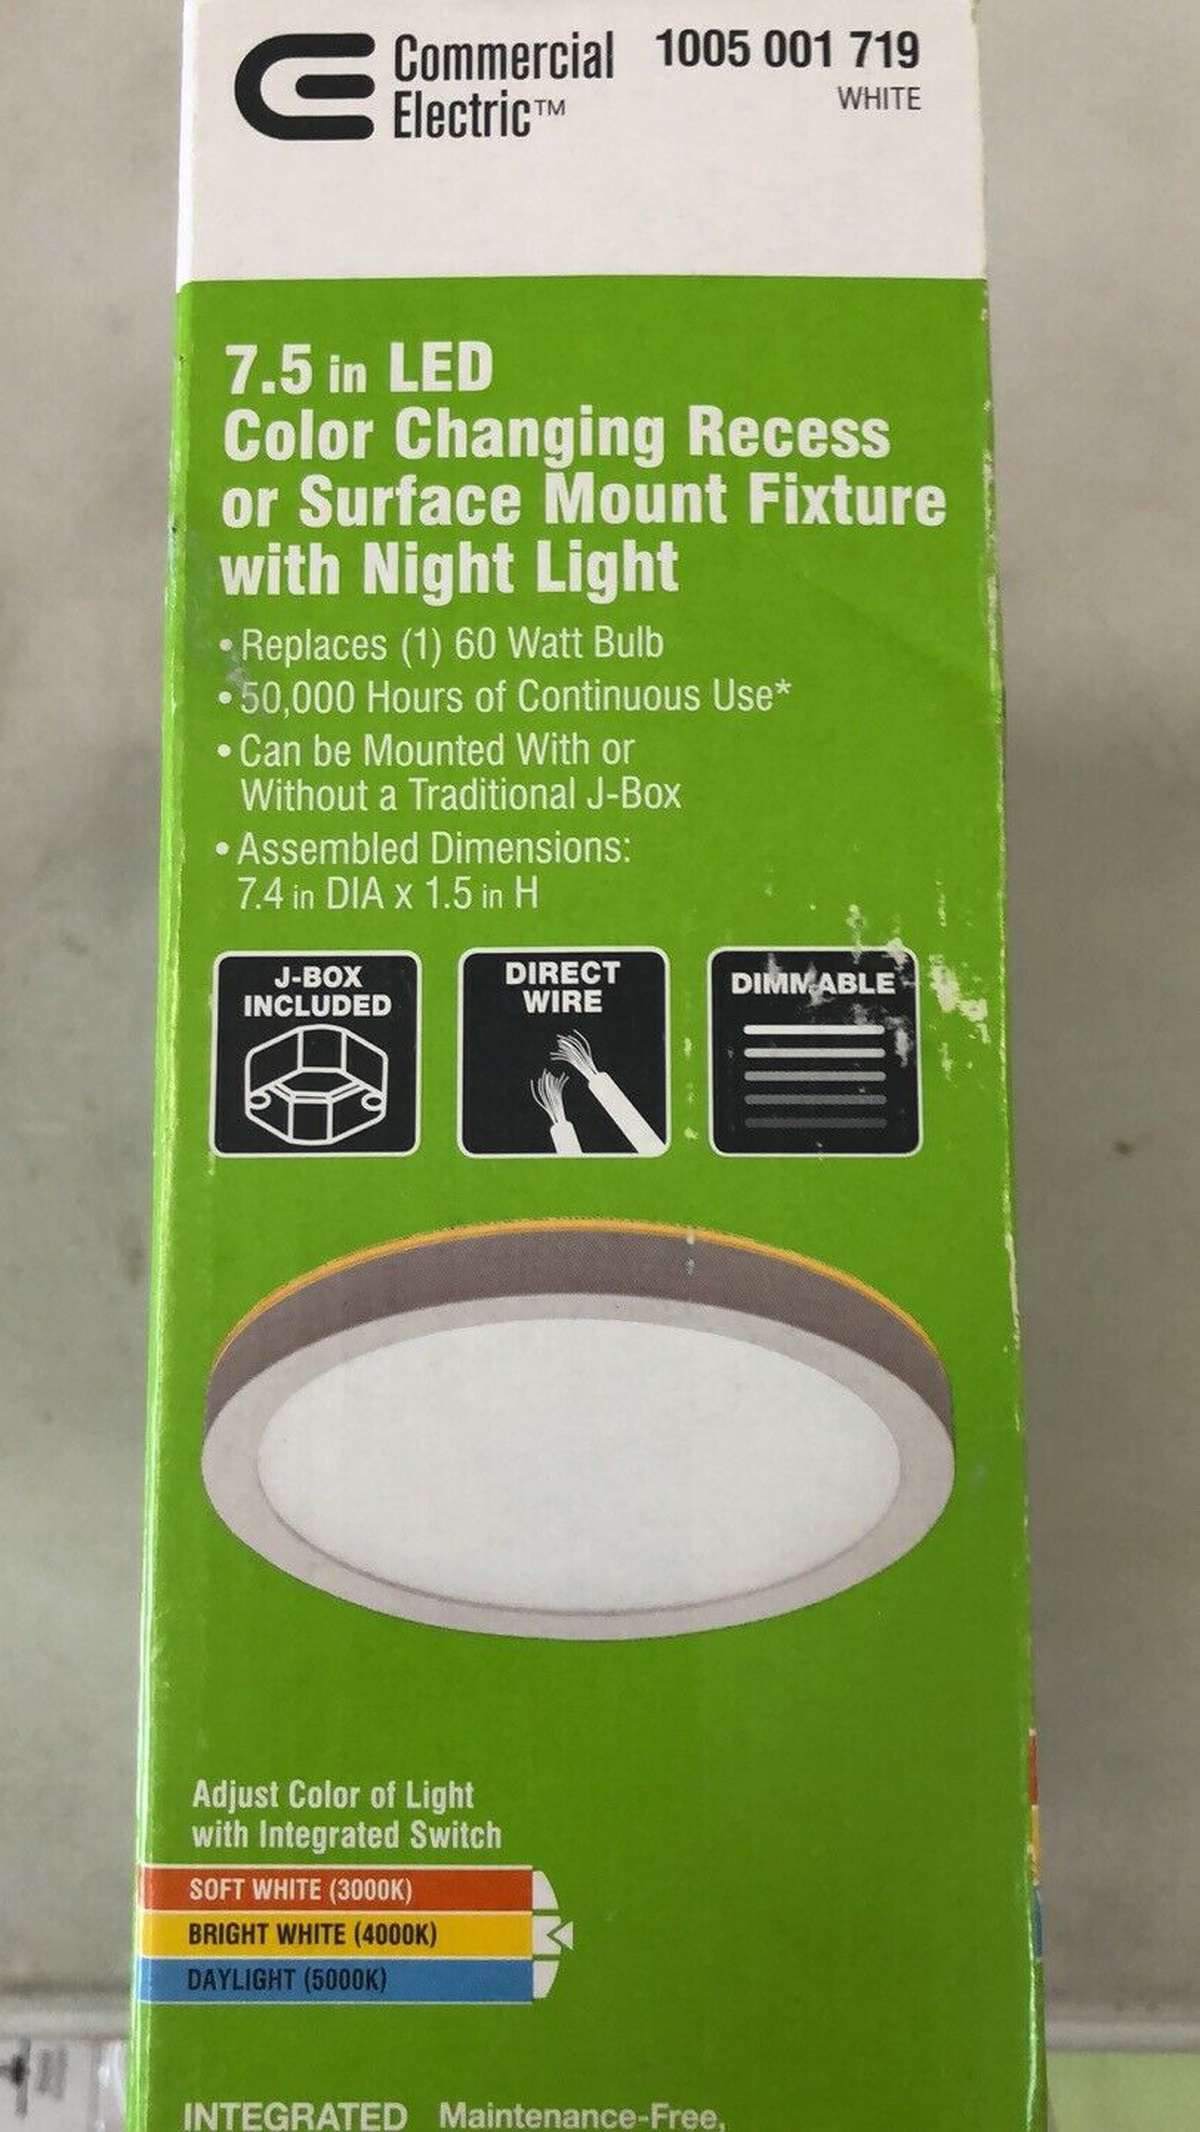 Commercial
Electric™
1005 001 719
WHITE
7.5 in LED
Color Changing Recess
or Surface Mount Fixture
with Night Light
• Replaces (1) 60 Watt Bulb
• 50,000 Hours of Continuous Use*
• Can be Mounted With or
Without a Traditional J-Box
• Assembled Dimensions:
7.4 in DIA x 1.5 in H
J-BOX
INCLUDED
DIRECT
WIRE
DIMMABLE
Adjust Color of Light
with Integrated Switch
SOFT WHITE (3000K)
BRIGHT WHITE (4000K)
DAYLIGHT (5000K)
INTEGRATED Maintenance-Free,